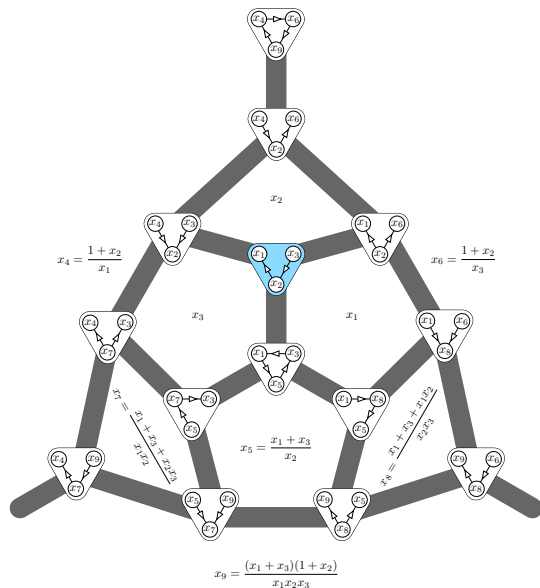 x₄ x₆
x₉
x₄ x₆
x₂
x₂
x₄ x₃
x₂
x₁ x₆
x₂
x₁ x₃
x₂
x₄ = (1 + x₂)/x₁
x₆ = (1 + x₂)/x₃
x₃
x₁
x₄ x₃
x₇
x₁ x₆
x₈
x₁ x₃
x₅
x₇ x₃
x₅
x₁ x₈
x₅
x₇ = (x₁ + x₃ + x₂x₃)/(x₁x₂)
x₅ = (x₁ + x₃)/x₂
x₈ = (x₁ + x₃ + x₁x₂)/(x₂x₃)
x₄ x₉
x₇
x₉ x₆
x₈
x₅ x₉
x₇
x₉ x₈
x₅
x₉ = (x₁ + x₃)(1 + x₂)/(x₁x₂x₃)